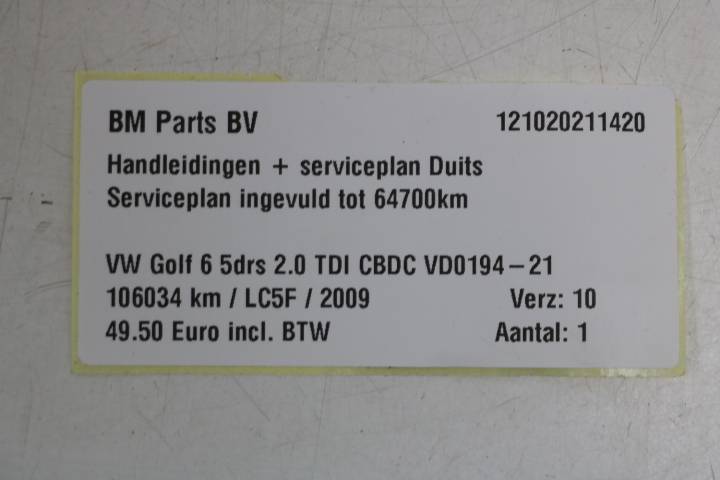 BM Parts BV 121020211420
Handleidingen + serviceplan Duits
Serviceplan ingevuld tot 64700km
VW Golf 6 5drs 2.0 TDI CBDC VD0194-21
106034 km / LC5F / 2009 Verz: 10
49.50 Euro incl. BTW Aantal: 1